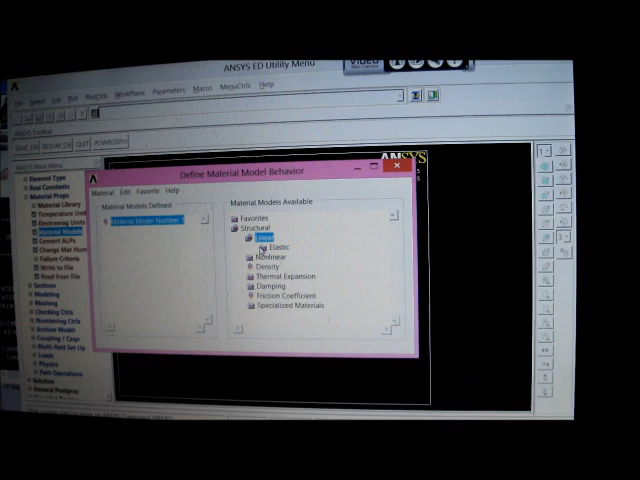 ANSYS ED Utility Menu
VIDEO
File Select List Plot PlotCtrls WorkPlane Parameters Macro MenuCtrls Help
ANSYS Toolbar
SAVE_DB RESUM_DB QUIT POWRGRPH
ANSYS Main Menu
Element Type
Real Constants
Material Props
Material Library
Temperature Unit
Electromag Units
Material Models
Convert ALPx
Change Mat Num
Failure Criteria
Write to File
Read from File
Sections
Modeling
Meshing
Checking Ctrls
Numbering Ctrls
Archive Model
Coupling / Ceqn
Multi-field Set Up
Loads
Physics
Path Operations
Solution
General Postproc
ANSYS
Define Material Model Behavior
Material Edit Favorite Help
Material Models Defined
Material Model Number 1
Material Models Available
Favorites
Structural
Linear
Elastic
Nonlinear
Density
Thermal Expansion
Damping
Friction Coefficient
Specialized Materials
1
3